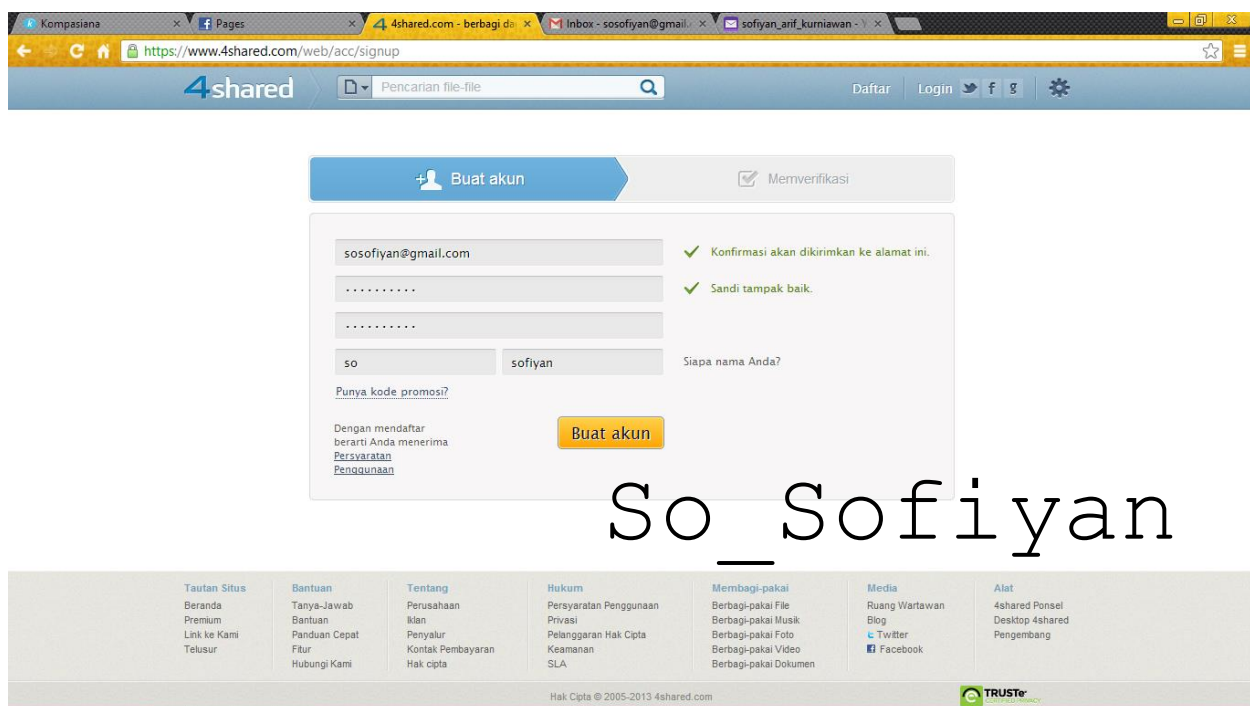 Kompasiana
Pages
4shared.com - berbagi da
Inbox - sosofiyan@gmail.
sofiyan_arif_kurniawan - Y
https://www.4shared.com/web/acc/signup
4shared
Pencarian file-file
Daftar
Login
Buat akun
Memverifikasi
sosofiyan@gmail.com
Konfirmasi akan dikirimkan ke alamat ini.
..........
Sandi tampak baik.
..........
so
sofiyan
Siapa nama Anda?
Punya kode promosi?
Dengan mendaftar
berarti Anda menerima
Persyaratan
Penggunaan
Buat akun
So_Sofiyan
Tautan Situs
Beranda
Premium
Link ke Kami
Telusur
Bantuan
Tanya-Jawab
Bantuan
Panduan Cepat
Fitur
Hubungi Kami
Tentang
Perusahaan
Iklan
Penyalur
Kontak Pembayaran
Hak cipta
Hukum
Persyaratan Penggunaan
Privasi
Pelanggaran Hak Cipta
Keamanan
SLA
Membagi-pakai
Berbagi-pakai File
Berbagi-pakai Musik
Berbagi-pakai Foto
Berbagi-pakai Video
Berbagi-pakai Dokumen
Media
Ruang Wartawan
Blog
Twitter
Facebook
Alat
4shared Ponsel
Desktop 4shared
Pengembang
Hak Cipta © 2005-2013 4shared.com
TRUSTe
CERTIFIED PRIVACY